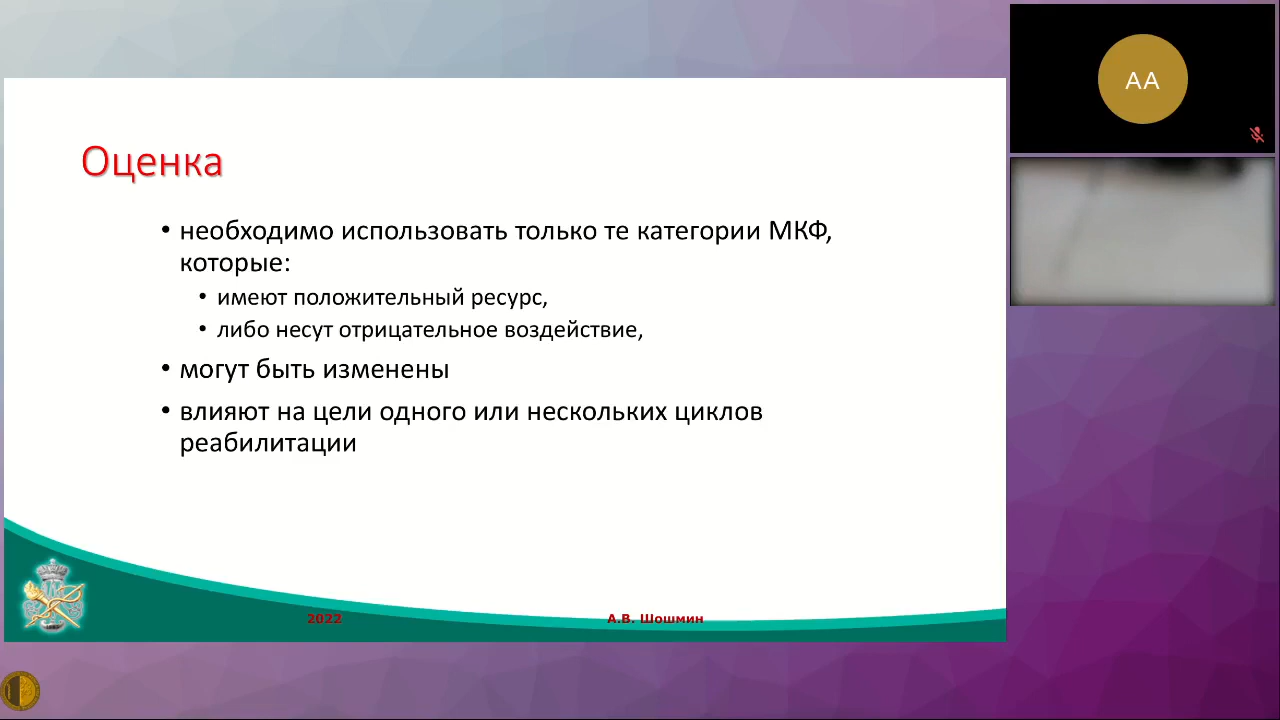 Оценка
• необходимо использовать только те категории МКФ,
которые:
• имеют положительный ресурс,
• либо несут отрицательное воздействие,
• могут быть изменены
• влияют на цели одного или нескольких циклов
реабилитации
2022
А.В. Шошмин
АА